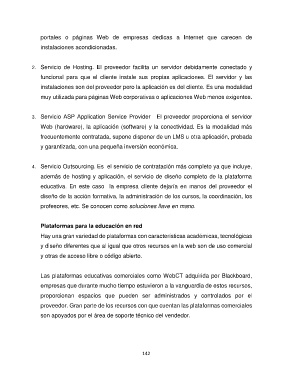 portales o páginas Web de empresas dedicas a Internet que carecen de
instalaciones acondicionadas.
2. Servicio de Hosting. El proveedor facilita un servidor debidamente conectado y
funcional para que el cliente instale sus propias aplicaciones. El servidor y las
instalaciones son del proveedor pero la aplicación es del cliente. Es una modalidad
muy utilizada para páginas Web corporativas o aplicaciones Web menos exigentes.
3. Servicio ASP Application Service Provider El proveedor proporciona el servidor
Web (hardware), la aplicación (software) y la conectividad. Es la modalidad más
frecuentemente contratada, supone disponer de un LMS u otra aplicación, probada
y garantizada, con una pequeña inversión económica.
4. Servicio Outsourcing. Es el servicio de contratación más completo ya que incluye,
además de hosting y aplicación, el servicio de diseño completo de la plataforma
educativa. En este caso la empresa cliente dejaría en manos del proveedor el
diseño de la acción formativa, la administración de los cursos, la coordinación, los
profesores, etc. Se conocen como soluciones llave en mano.
Plataformas para la educación en red
Hay una gran variedad de plataformas con características académicas, tecnológicas
y diseño diferentes que al igual que otros recursos en la web son de uso comercial
y otras de acceso libre o código abierto.
Las plataformas educativas comerciales como WebCT adquirida por Blackboard,
empresas que durante mucho tiempo estuvieron a la vanguardia de estos recursos,
proporcionan espacios que pueden ser administrados y controlados por el
proveedor. Gran parte de los recursos con que cuentan las plataformas comerciales
son apoyados por el área de soporte técnico del vendedor.
142